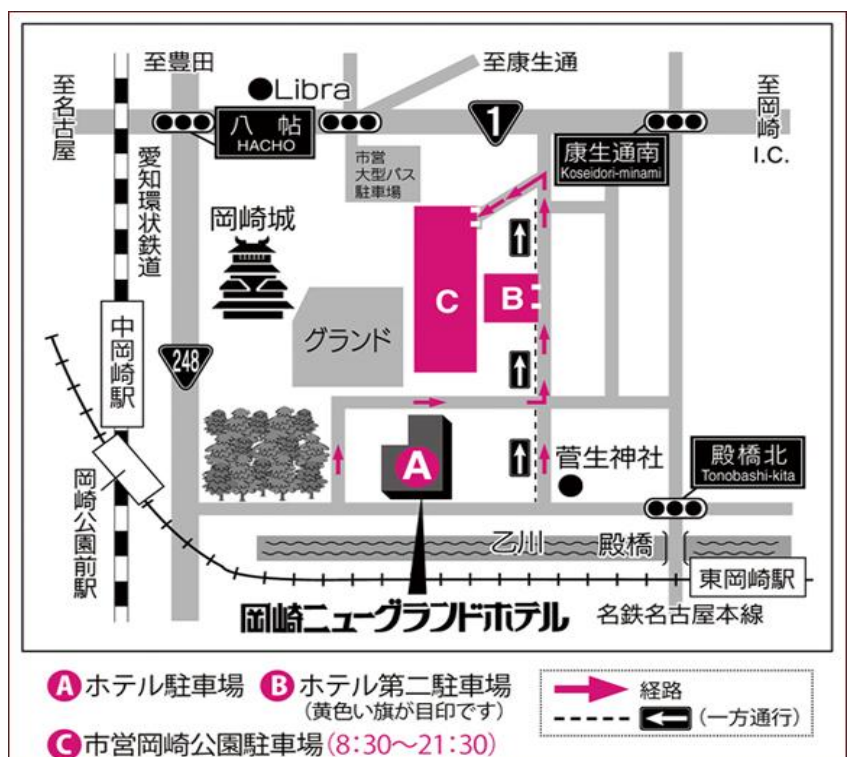 至豊田
至康生通
至名古屋
Libra
1
至岡崎
I.C.
八帖
HACHO
愛知環状鉄道
市営
大型バス
駐車場
康生通南
Koseidori-minami
岡崎城
C
B
グランド
中岡崎駅
248
A
菅生神社
殿橋北
Tonobashi-kita
岡崎公園前駅
乙川
殿橋
東岡崎駅
岡崎ニューグランドホテル
名鉄名古屋本線
A ホテル駐車場 B ホテル第二駐車場
(黄色い旗が目印です)
C 市営岡崎公園駐車場(8:30〜21:30)
経路
(一方通行)